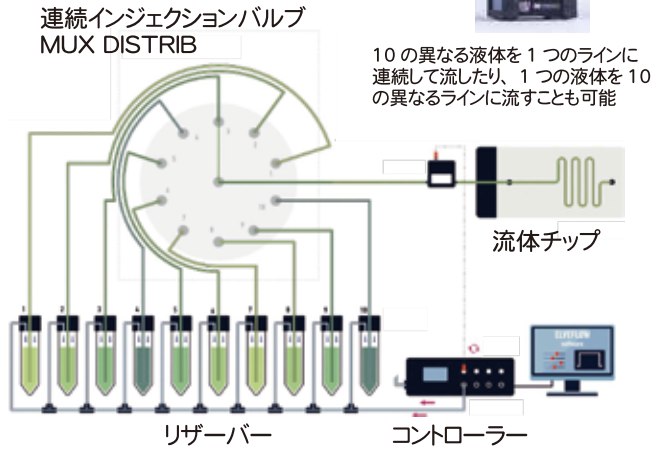 連続インジェクションバルブ
MUX DISTRIB
10 の異なる液体を 1 つのラインに
連続して流したり、1 つの液体を 10
の異なるラインに流すことも可能
流体チップ
1 2 3 4 5 6 7 8 9 10
リザーバー
コントローラー